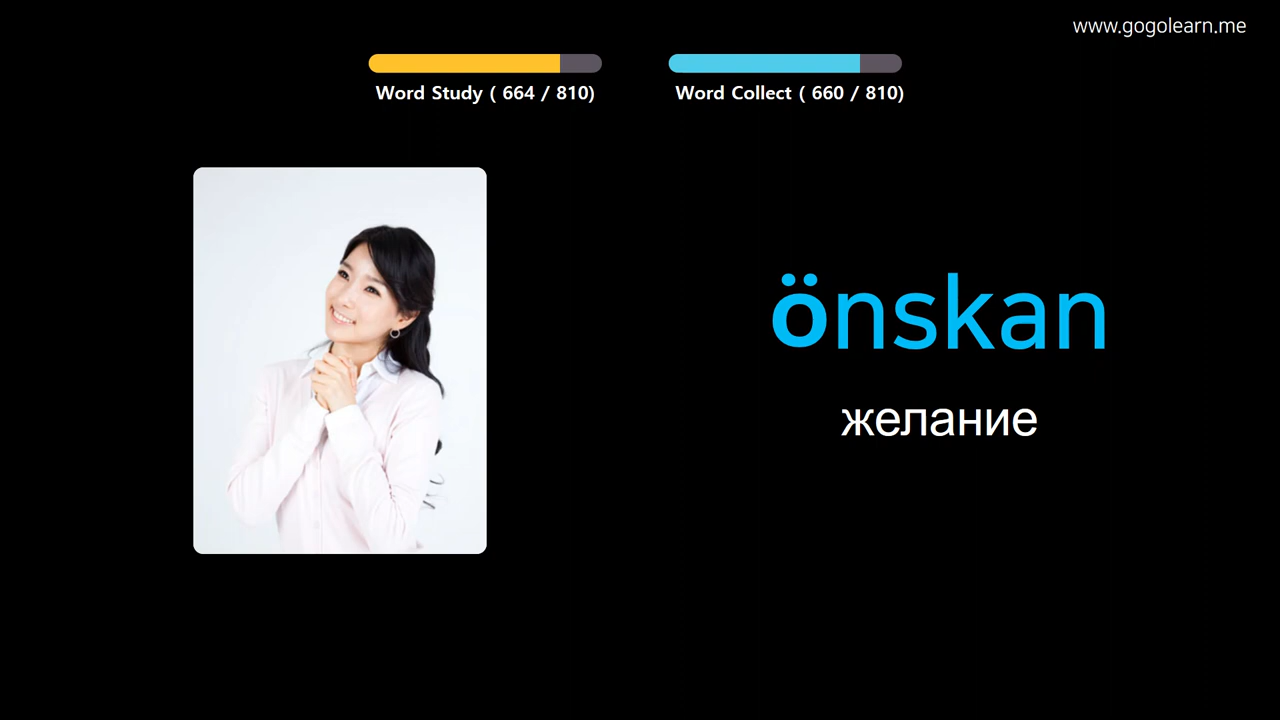 www.gogolearn.me
Word Study ( 664 / 810)
Word Collect ( 660 / 810)
önskan
желание